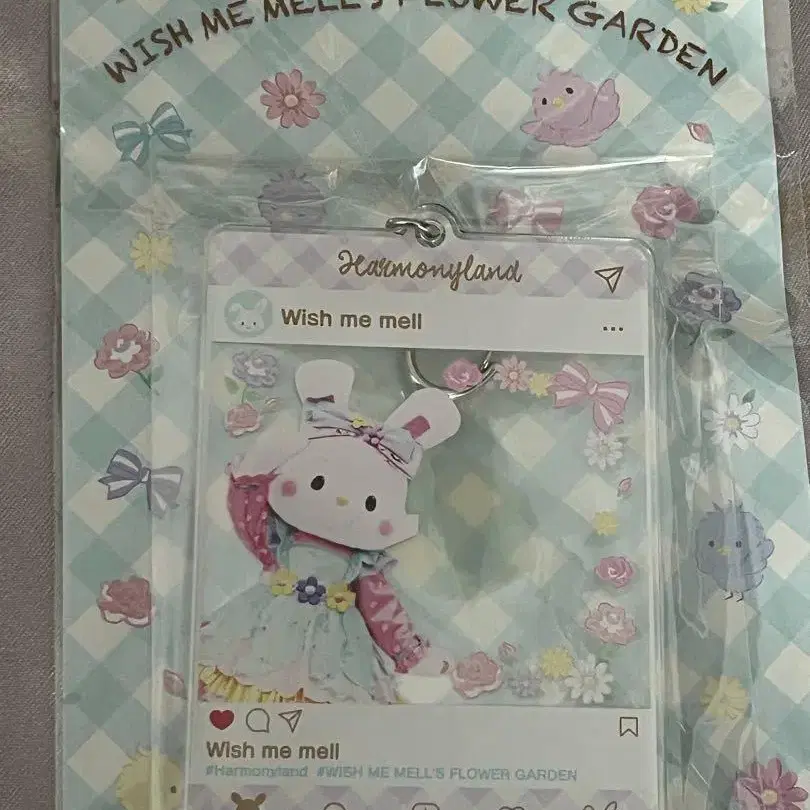 WISH ME MELL'S FLOWER GARDEN
Harmonyland
Wish me mell
...
Wish me mell
#Harmonyland #WISH ME MELL'S FLOWER GARDEN